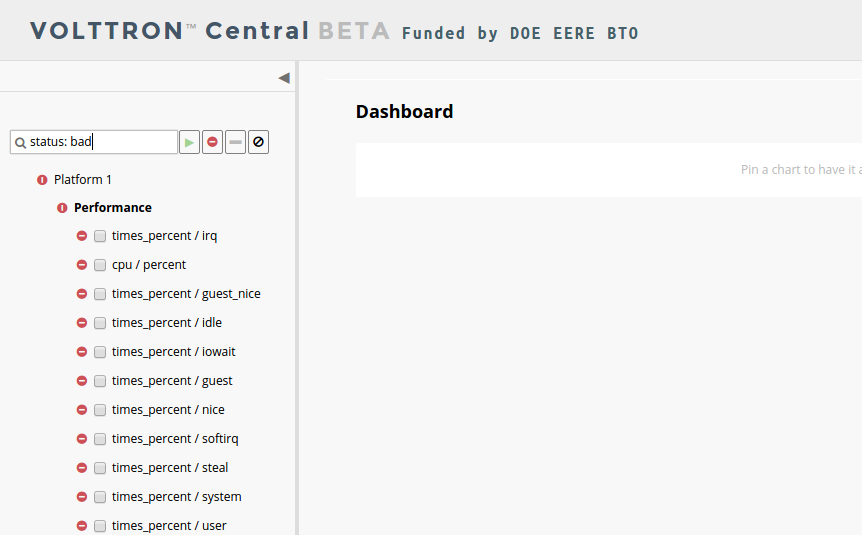 VOLTTRON™ Central BETA Funded by DOE EERE BTO
status: bad
Platform 1
Performance
times_percent / irq
cpu / percent
times_percent / guest_nice
times_percent / idle
times_percent / iowait
times_percent / guest
times_percent / nice
times_percent / softirq
times_percent / steal
times_percent / system
times_percent / user
Dashboard
Pin a chart to have it a